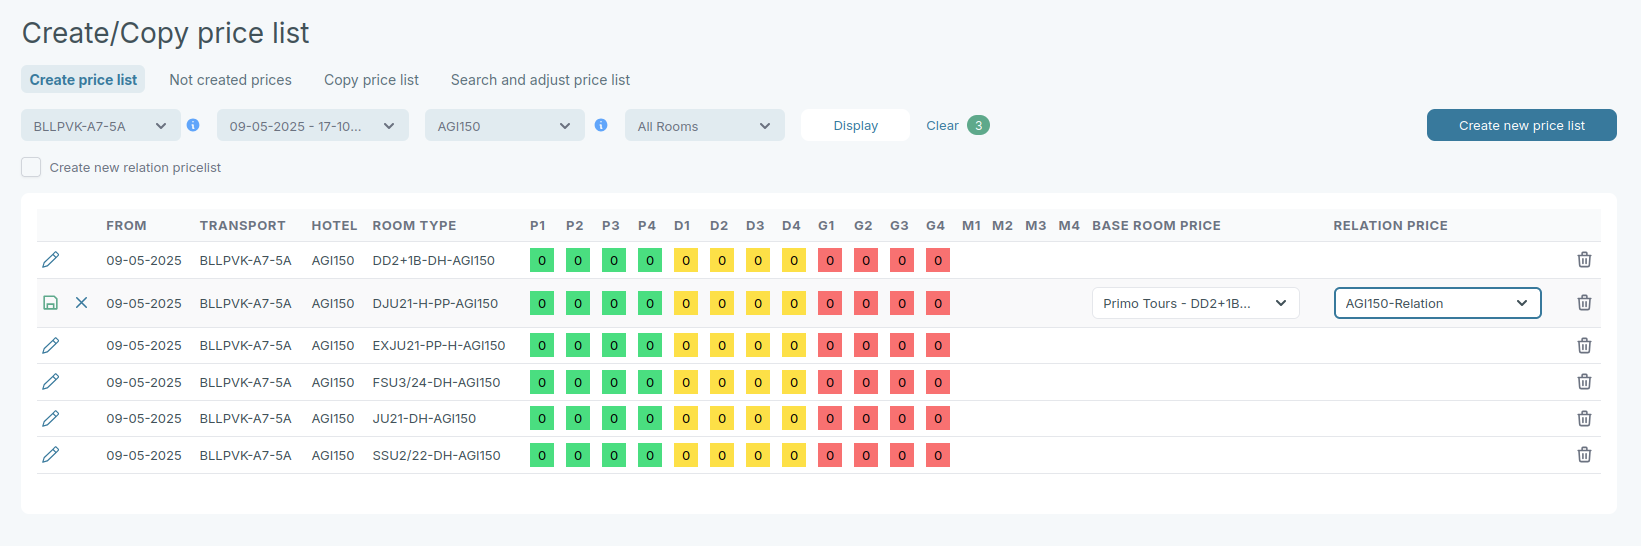 Create/Copy price list
Create price list Not created prices Copy price list Search and adjust price list
BLLPVK-A7-5A 09-05-2025 - 17-10... AGI150 All Rooms Display Clear 3 Create new price list
Create new relation pricelist
FROM TRANSPORT HOTEL ROOM TYPE P1 P2 P3 P4 D1 D2 D3 D4 G1 G2 G3 G4 M1 M2 M3 M4 BASE ROOM PRICE RELATION PRICE
09-05-2025 BLLPVK-A7-5A AGI150 DD2+1B-DH-AGI150 0 0 0 0 0 0 0 0 0 0 0 0
09-05-2025 BLLPVK-A7-5A AGI150 DJU21-H-PP-AGI150 0 0 0 0 0 0 0 0 0 0 0 0 Primo Tours - DD2+1B... AGI150-Relation
09-05-2025 BLLPVK-A7-5A AGI150 EXJU21-PP-H-AGI150 0 0 0 0 0 0 0 0 0 0 0 0
09-05-2025 BLLPVK-A7-5A AGI150 FSU3/24-DH-AGI150 0 0 0 0 0 0 0 0 0 0 0 0
09-05-2025 BLLPVK-A7-5A AGI150 JU21-DH-AGI150 0 0 0 0 0 0 0 0 0 0 0 0
09-05-2025 BLLPVK-A7-5A AGI150 SSU2/22-DH-AGI150 0 0 0 0 0 0 0 0 0 0 0 0